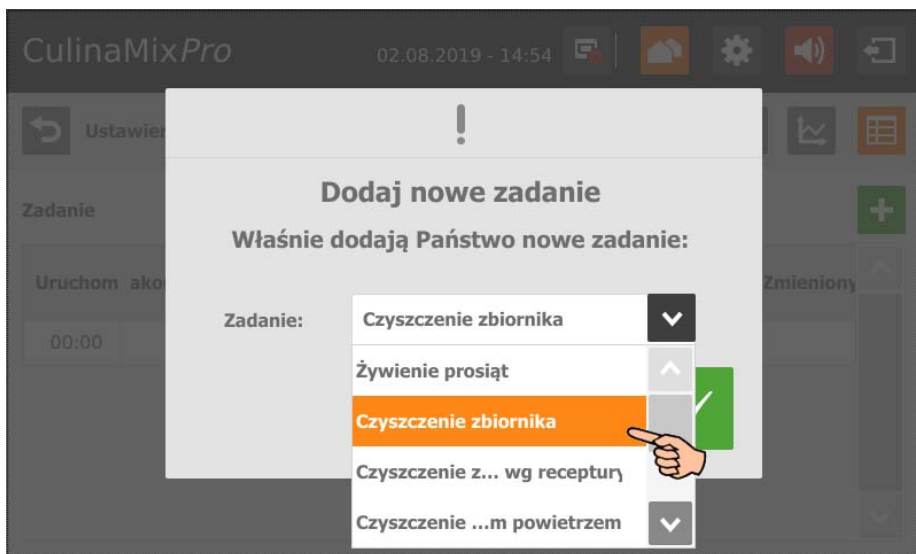 CulinaMixPro
02.08.2019 - 14:54
Ustawien
Zadanie
Uruchom ako
Zmieniony
00:00
Dodaj nowe zadanie
Właśnie dodają Państwo nowe zadanie:
Zadanie:
Czyszczenie zbiornika
Żywienie prosiąt
Czyszczenie zbiornika
Czyszczenie z... wg receptury
Czyszczenie ...m powietrzem